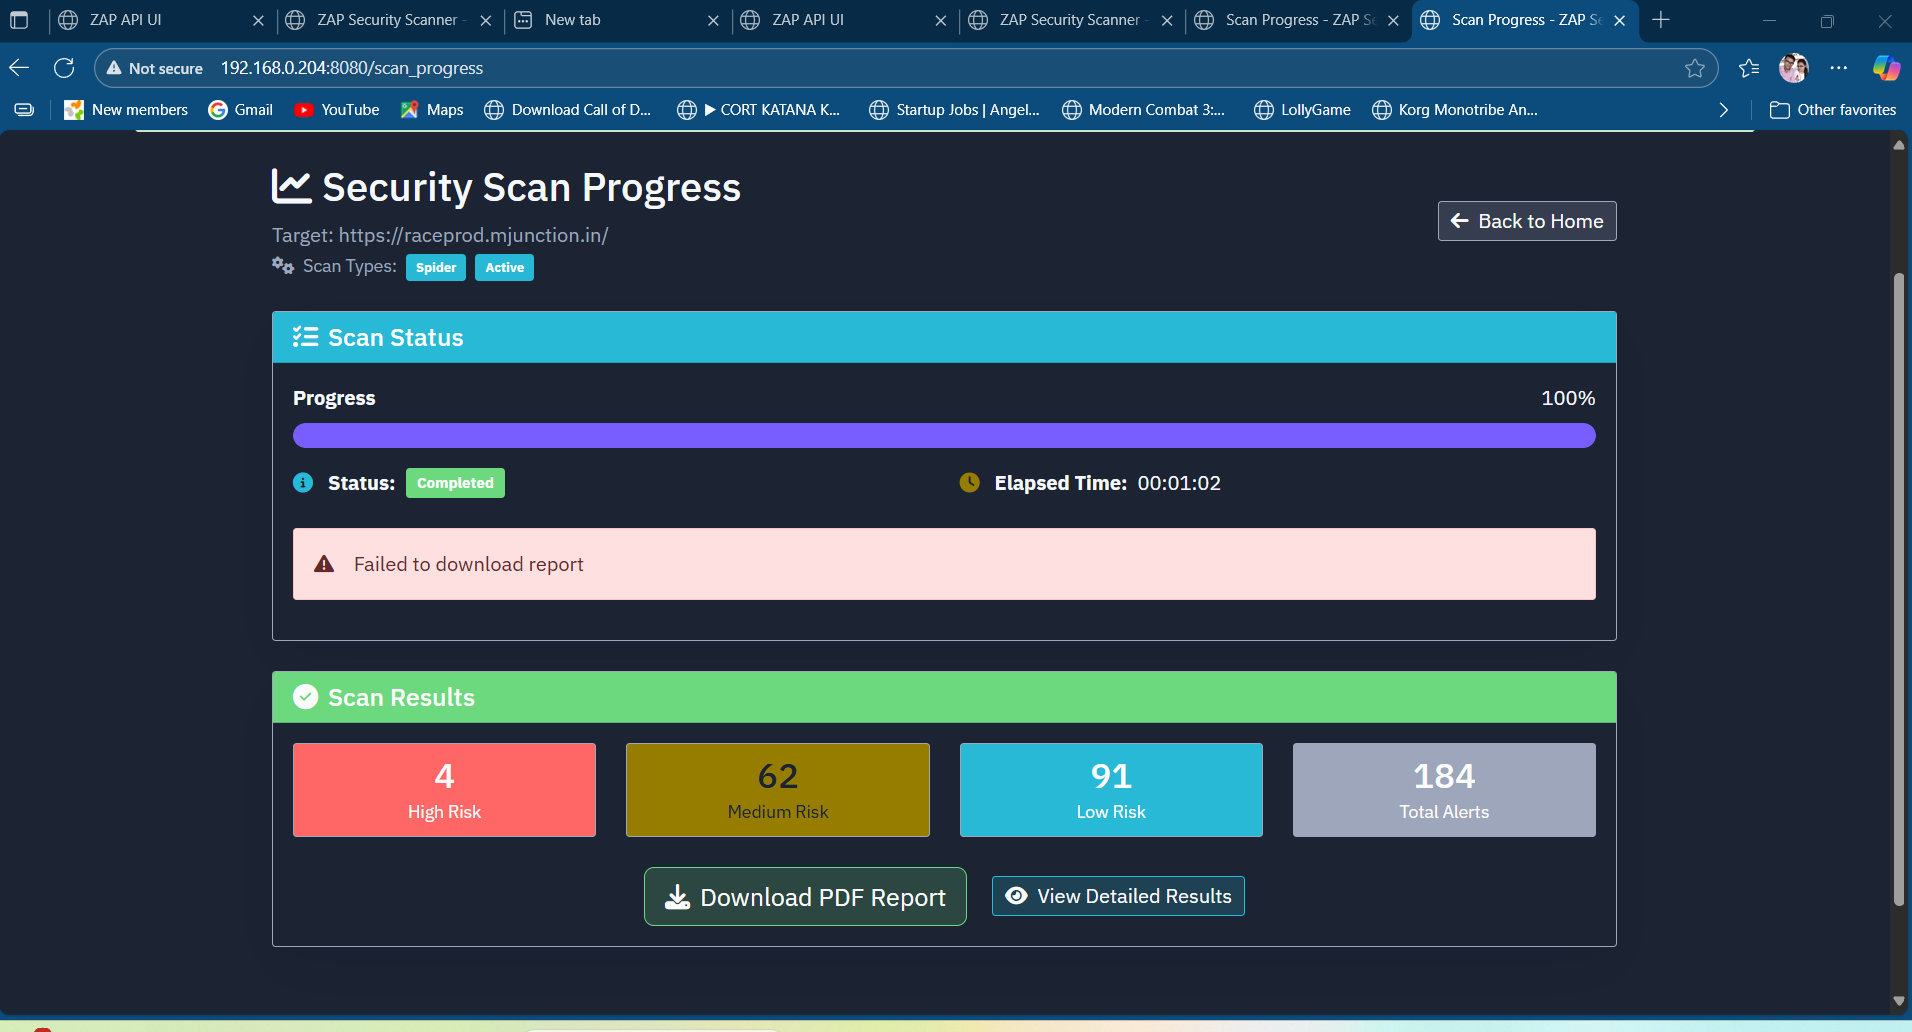 ZAP API UI
ZAP Security Scanner -
New tab
ZAP API UI
ZAP Security Scanner -
Scan Progress - ZAP Se
Scan Progress - ZAP Se
Not secure
192.168.0.204:8080/scan_progress
New members
Gmail
YouTube
Maps
Download Call of D...
▶ CORT KATANA K...
Startup Jobs | Angel...
Modern Combat 3:...
LollyGame
Korg Monotribe An...
Other favorites
Security Scan Progress
Target: https://raceprod.mjunction.in/
Scan Types: Spider Active
Back to Home
Scan Status
Progress 100%
Status: Completed
Elapsed Time: 00:01:02
Failed to download report
Scan Results
4
High Risk
62
Medium Risk
91
Low Risk
184
Total Alerts
Download PDF Report
View Detailed Results